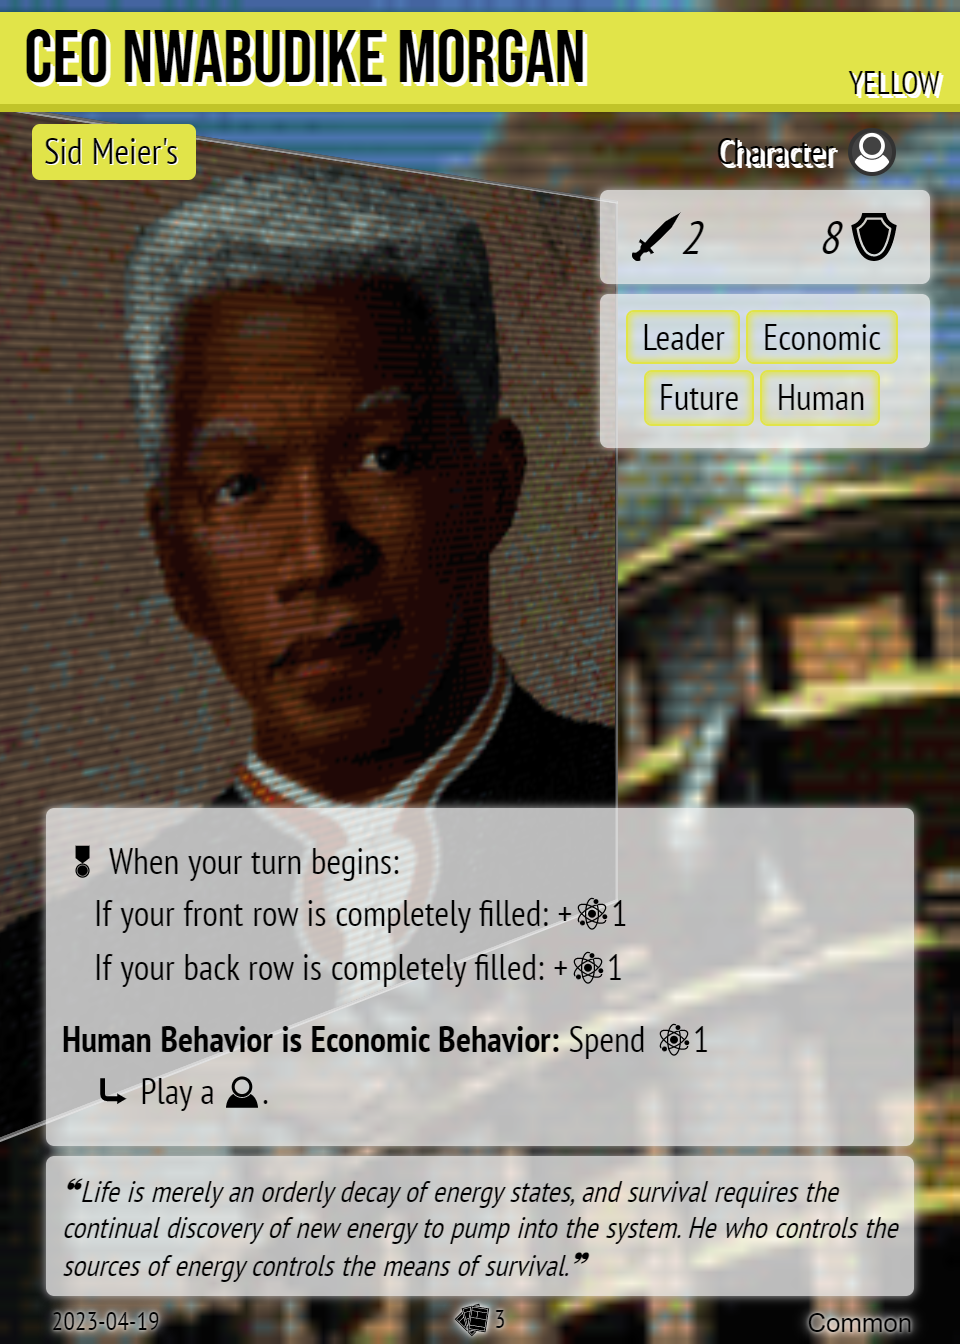 CEO NWABUDIKE MORGAN
YELLOW
Sid Meier's
Character
2 8
Leader Economic
Future Human
When your turn begins:
If your front row is completely filled: +1
If your back row is completely filled: +1
Human Behavior is Economic Behavior: Spend 1
Play a .
❝Life is merely an orderly decay of energy states, and survival requires the
continual discovery of new energy to pump into the system. He who controls the
sources of energy controls the means of survival.❞
2023-04-19 3 Common